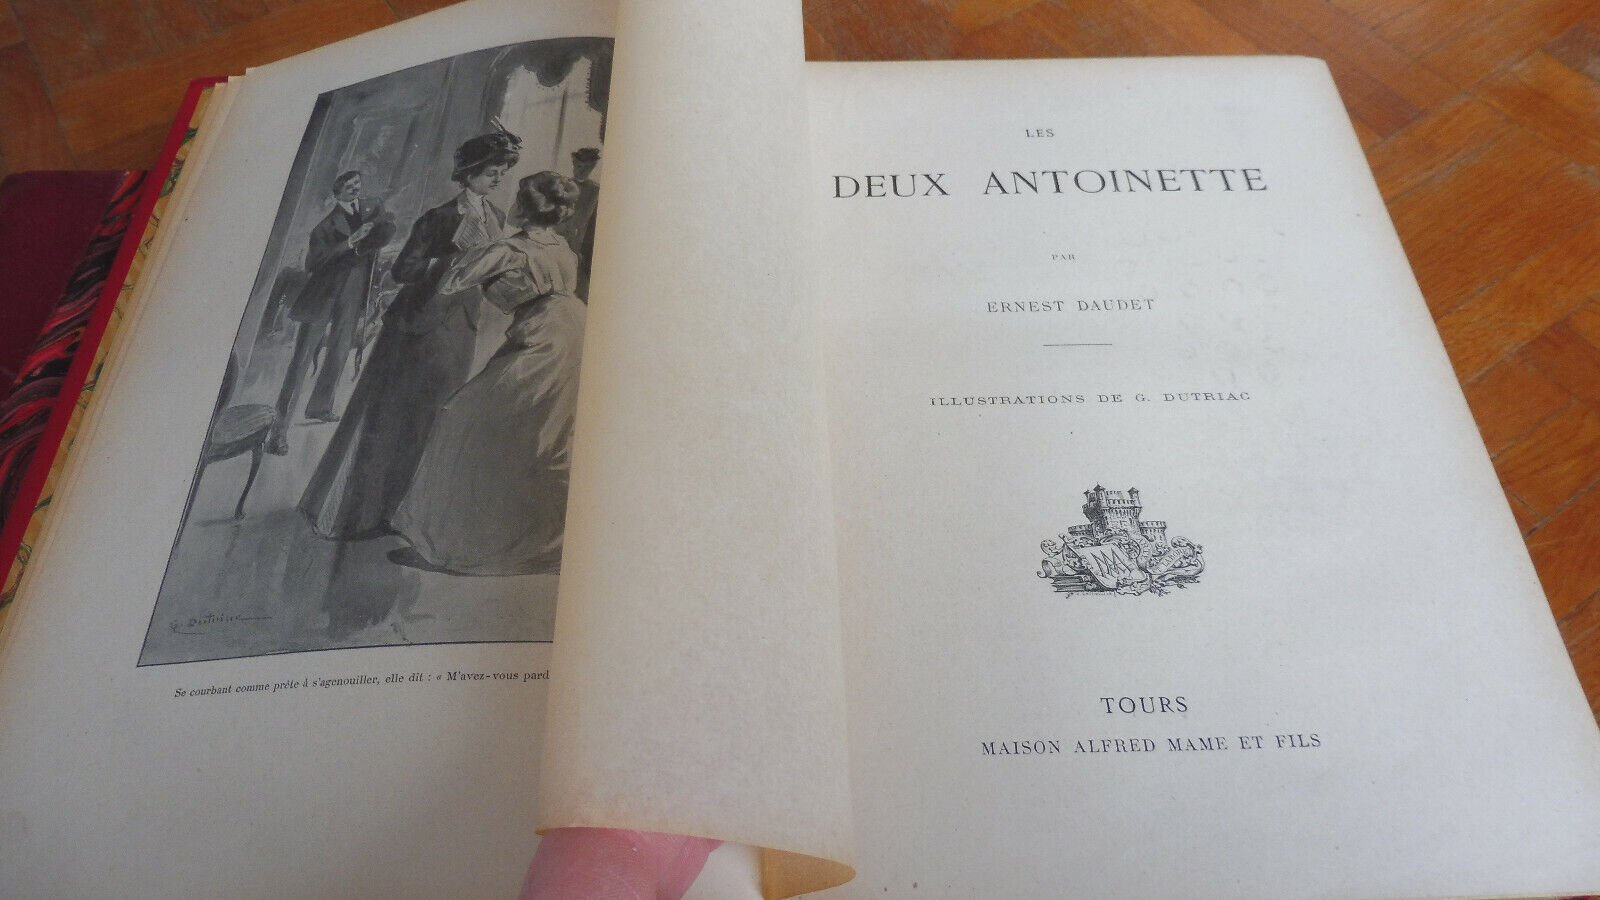 G. Dutriac
Se courbant comme prête à s'agenouiller, elle dit : « M'avez-vous pard
LES
DEUX ANTOINETTE
PAR
ERNEST DAUDET
ILLUSTRATIONS DE G. DUTRIAC
TOURS
MAISON ALFRED MAME ET FILS